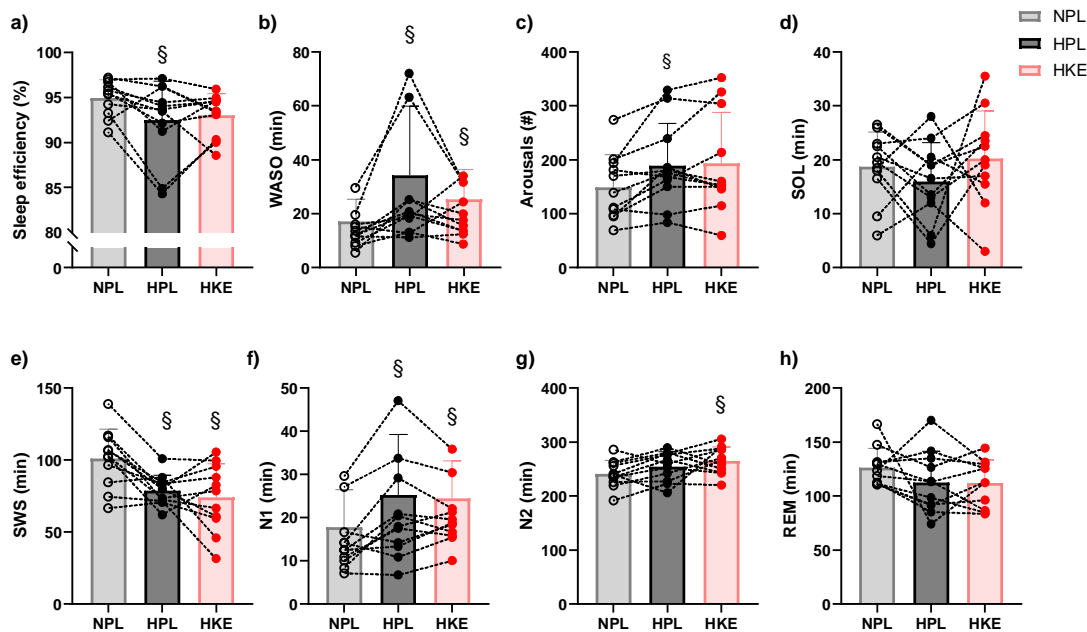 a)
b)
c)
d)
NPL
HPL
HKE
Sleep efficiency (%)
100
95
90
85
80
0
§
NPL HPL HKE
WASO (min)
80
60
40
20
0
§
§
NPL HPL HKE
Arousals (#)
400
300
200
100
0
§
NPL HPL HKE
SOL (min)
40
30
20
10
0
NPL HPL HKE
e)
f)
g)
h)
SWS (min)
150
100
50
0
§ §
NPL HPL HKE
N1 (min)
50
40
30
20
10
0
§
§
NPL HPL HKE
N2 (min)
400
300
200
100
0
§
NPL HPL HKE
REM (min)
200
150
100
50
0
NPL HPL HKE